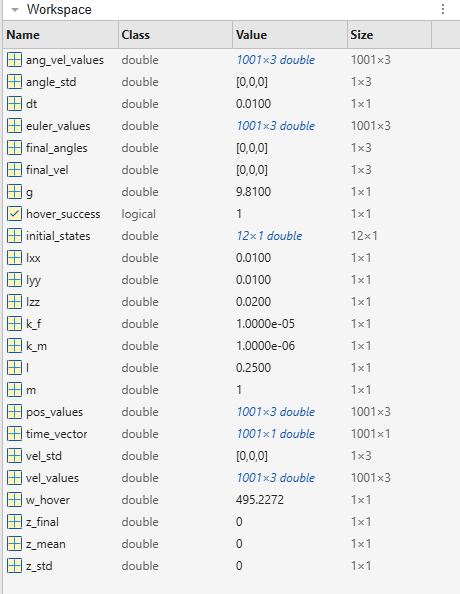 Workspace
Name Class Value Size
ang_vel_values double 1001×3 double 1001×3
angle_std double [0,0,0] 1×3
dt double 0.0100 1×1
euler_values double 1001×3 double 1001×3
final_angles double [0,0,0] 1×3
final_vel double [0,0,0] 1×3
g double 9.8100 1×1
hover_success logical 1 1×1
initial_states double 12×1 double 12×1
Ixx double 0.0100 1×1
Iyy double 0.0100 1×1
Izz double 0.0200 1×1
k_f double 1.0000e-05 1×1
k_m double 1.0000e-06 1×1
l double 0.2500 1×1
m double 1 1×1
pos_values double 1001×3 double 1001×3
time_vector double 1001×1 double 1001×1
vel_std double [0,0,0] 1×3
vel_values double 1001×3 double 1001×3
w_hover double 495.2272 1×1
z_final double 0 1×1
z_mean double 0 1×1
z_std double 0 1×1